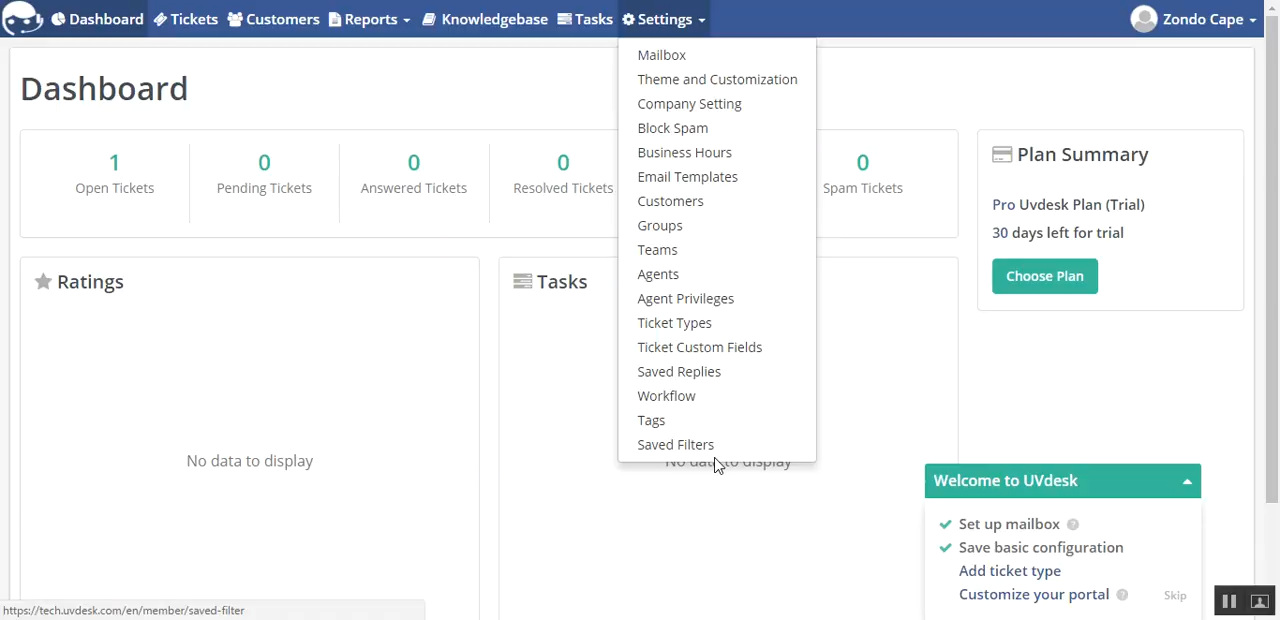 Dashboard Tickets Customers Reports Knowledgebase Tasks Settings Zondo Cape
Mailbox
Theme and Customization
Company Setting
Block Spam
Business Hours
Email Templates
Customers
Groups
Teams
Agents
Agent Privileges
Ticket Types
Ticket Custom Fields
Saved Replies
Workflow
Tags
Saved Filters
Dashboard
1
Open Tickets
0
Pending Tickets
0
Answered Tickets
0
Resolved Tickets
0
Spam Tickets
Plan Summary
Pro Uvdesk Plan (Trial)
30 days left for trial
Choose Plan
Ratings
No data to display
Tasks
No data to display
Welcome to UVdesk
Set up mailbox ?
Save basic configuration
Add ticket type
Customize your portal ? Skip
https://tech.uvdesk.com/en/member/saved-filter